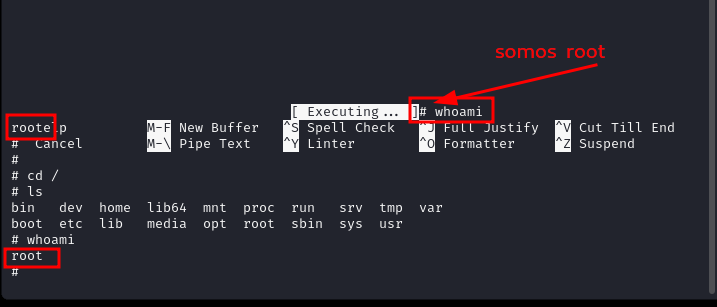 somos root
[ Executing... ]# whoami
rootelp M-F New Buffer ^S Spell Check ^J Full Justify ^V Cut Till End
# Cancel M-\ Pipe Text ^Y Linter ^O Formatter ^Z Suspend
#
# cd /
# ls
bin dev home lib64 mnt proc run srv tmp var
boot etc lib media opt root sbin sys usr
# whoami
root
#